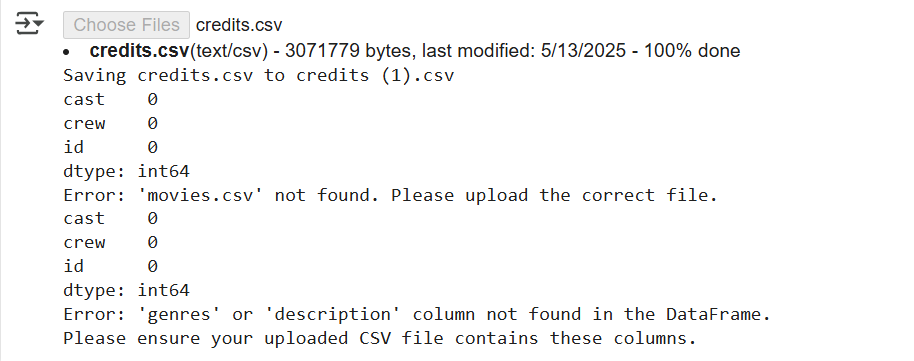 Choose Files credits.csv
• credits.csv(text/csv) - 3071779 bytes, last modified: 5/13/2025 - 100% done
Saving credits.csv to credits (1).csv
cast    0
crew    0
id      0
dtype: int64
Error: 'movies.csv' not found. Please upload the correct file.
cast    0
crew    0
id      0
dtype: int64
Error: 'genres' or 'description' column not found in the DataFrame.
Please ensure your uploaded CSV file contains these columns.